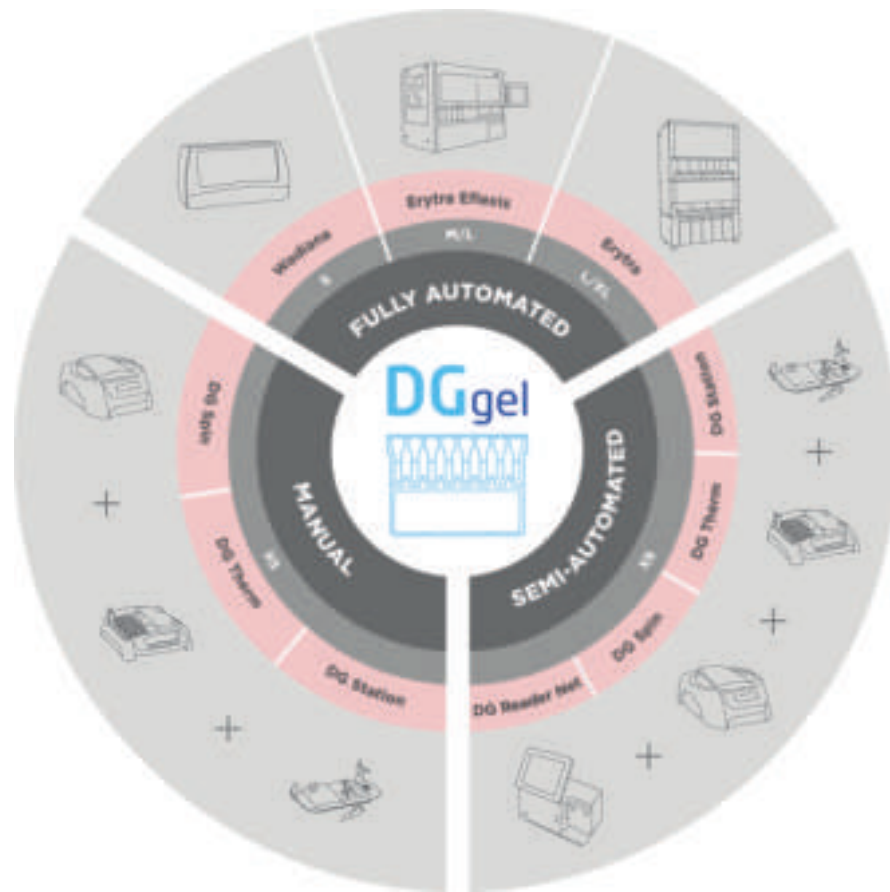 DGgel
FULLY AUTOMATED
S
M/L
L/XL
Wadiana
Erytra Eflexis
Erytra
SEMI-AUTOMATED
XS
DG Station
DG Therm
DG Spin
DG Reader Net
MANUAL
XS
DG Station
DG Therm
DG Spin